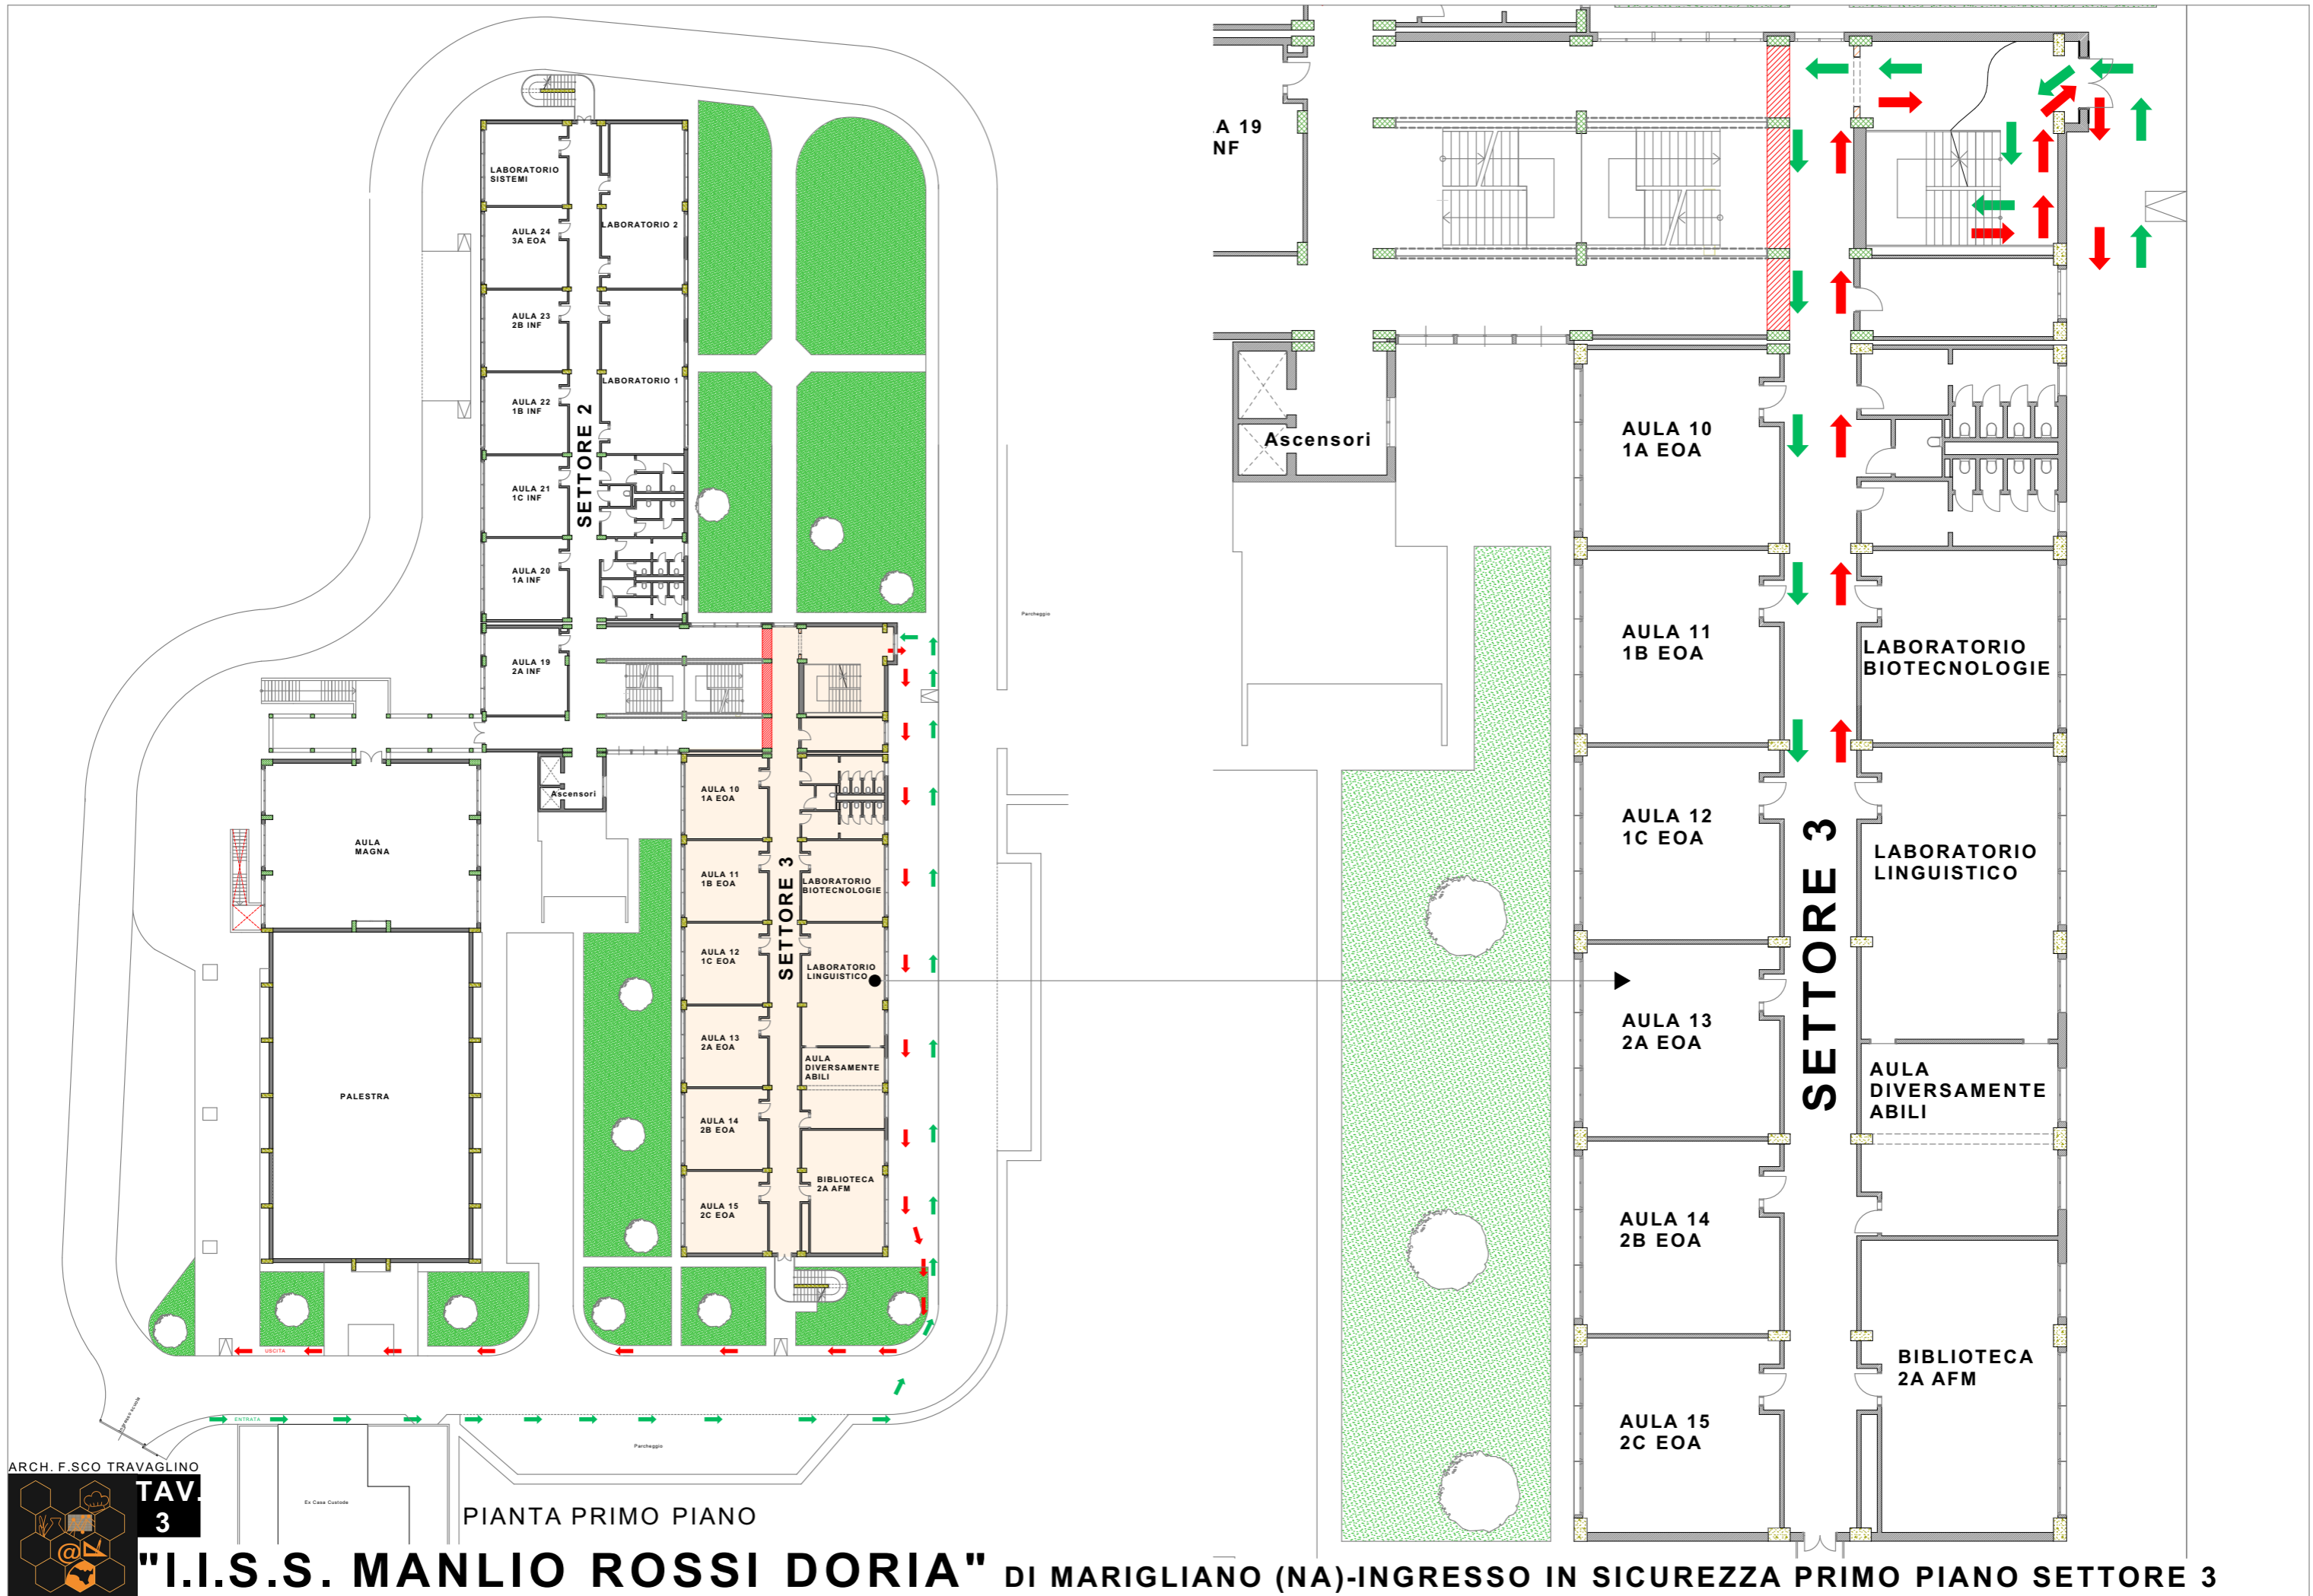 LABORATORIO
SISTEMI
AULA 24
3A EOA
LABORATORIO 2
AULA 23
2B INF
AULA 22
1B INF
LABORATORIO 1
SETTORE 2
AULA 21
1C INF
AULA 20
1A INF
AULA 19
2A INF
Parcheggio
Ascensori
AULA
MAGNA
PALESTRA
AULA 10
1A EOA
AULA 11
1B EOA
LABORATORIO
BIOTECNOLOGIE
SETTORE 3
AULA 12
1C EOA
LABORATORIO
LINGUISTICO
AULA 13
2A EOA
AULA
DIVERSAMENTE
ABILI
AULA 14
2B EOA
BIBLIOTECA
2A AFM
AULA 15
2C EOA
USCITA
ENTRATA
Parcheggio
Ex Casa Custode
.A 19
NF
Ascensori
AULA 10
1A EOA
AULA 11
1B EOA
LABORATORIO
BIOTECNOLOGIE
AULA 12
1C EOA
LABORATORIO
LINGUISTICO
SETTORE 3
AULA 13
2A EOA
AULA
DIVERSAMENTE
ABILI
AULA 14
2B EOA
BIBLIOTECA
2A AFM
AULA 15
2C EOA
ARCH. F.SCO TRAVAGLINO
TAV.
3
@
PIANTA PRIMO PIANO
"I.I.S.S. MANLIO ROSSI DORIA" DI MARIGLIANO (NA)-INGRESSO IN SICUREZZA PRIMO PIANO SETTORE 3